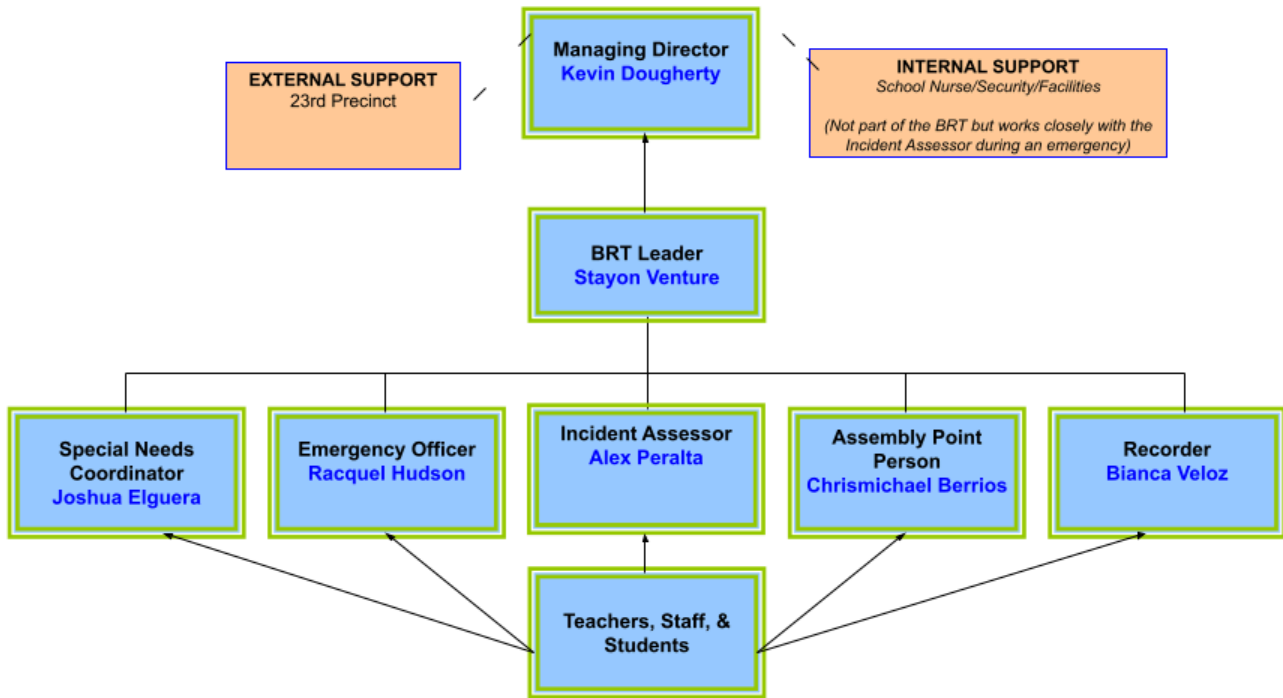 Managing Director
Kevin Dougherty
EXTERNAL SUPPORT
23rd Precinct
INTERNAL SUPPORT
School Nurse/Security/Facilities
(Not part of the BRT but works closely with the
Incident Assessor during an emergency)
BRT Leader
Stayon Venture
Special Needs
Coordinator
Joshua Elguera
Emergency Officer
Racquel Hudson
Incident Assessor
Alex Peralta
Assembly Point
Person
Chrismichael Berrios
Recorder
Bianca Veloz
Teachers, Staff, &
Students